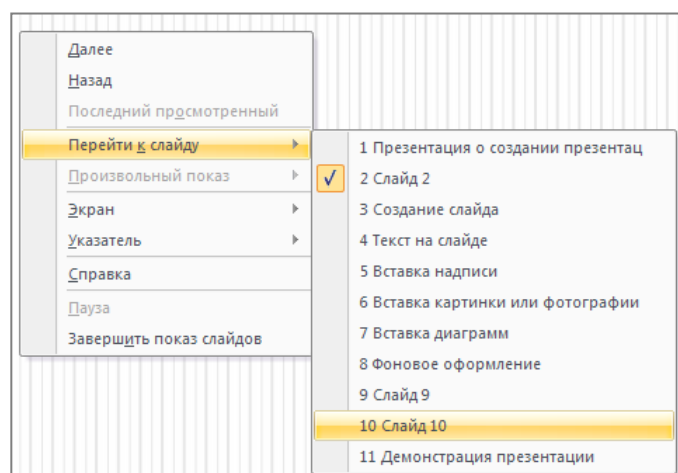 Далее
Назад
Последний просмотренный
Перейти к слайду
Произвольный показ
Экран
Указатель
Справка
Пауза
Завершить показ слайдов
1 Презентация о создании презентац
2 Слайд 2
3 Создание слайда
4 Текст на слайде
5 Вставка надписи
6 Вставка картинки или фотографии
7 Вставка диаграмм
8 Фоновое оформление
9 Слайд 9
10 Слайд 10
11 Демонстрация презентации